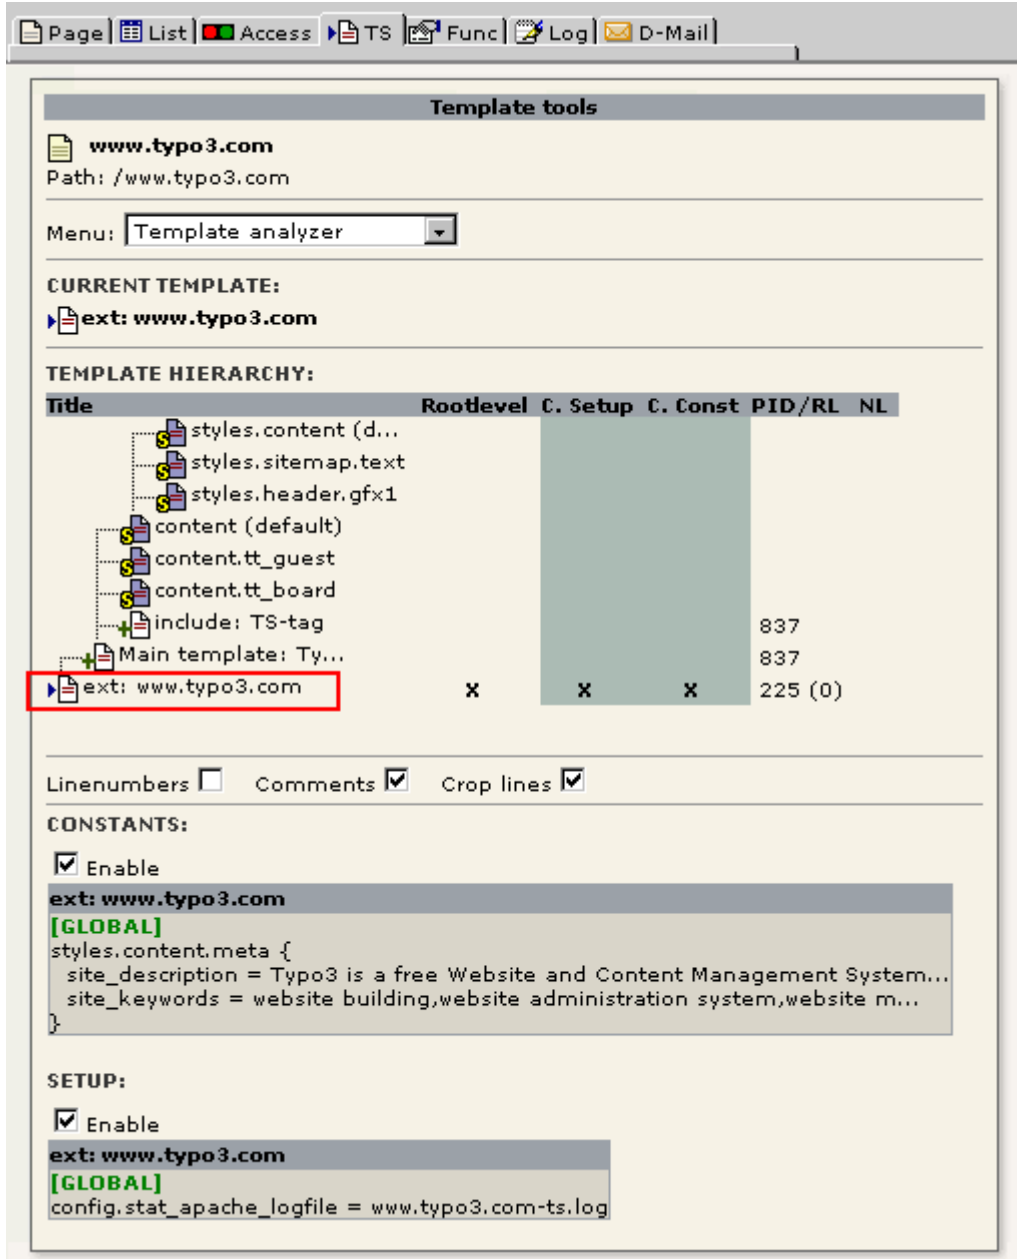 Page List Access TS Func Log D-Mail
Template tools
www.typo3.com
Path: /www.typo3.com
Menu: Template analyzer
CURRENT TEMPLATE:
ext: www.typo3.com
TEMPLATE HIERARCHY:
Title Rootlevel C. Setup C. Const PID/RL NL
styles.content (d...
styles.sitemap.text
styles.header.gfx1
content (default)
content.tt_guest
content.tt_board
include: TS-tag 837
Main template: Ty... 837
ext: www.typo3.com x x x 225 (0)
Linenumbers Comments Crop lines
CONSTANTS:
Enable
ext: www.typo3.com
[GLOBAL]
styles.content.meta {
site_description = Typo3 is a free Website and Content Management System...
site_keywords = website building,website administration system,website m...
}
SETUP:
Enable
ext: www.typo3.com
[GLOBAL]
config.stat_apache_logfile = www.typo3.com-ts.log